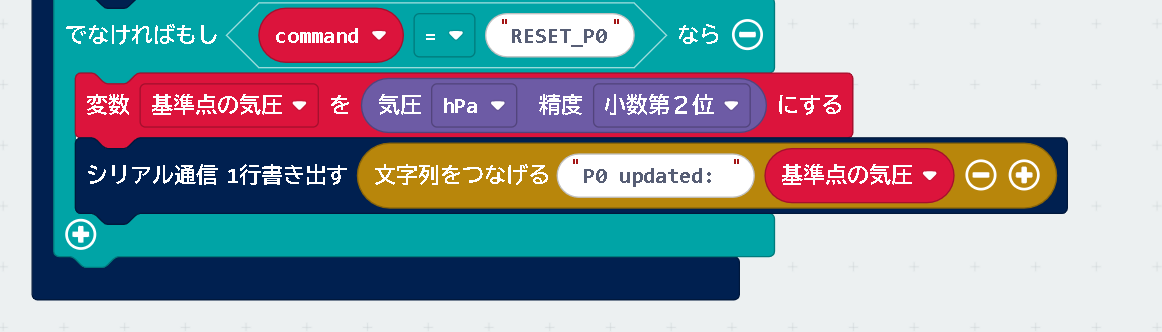 でなければもし command = "RESET_P0" なら
変数 基準点の気圧 を 気圧 hPa 精度 小数第２位 にする
シリアル通信 1行書き出す 文字列をつなげる "P0 updated: " 基準点の気圧